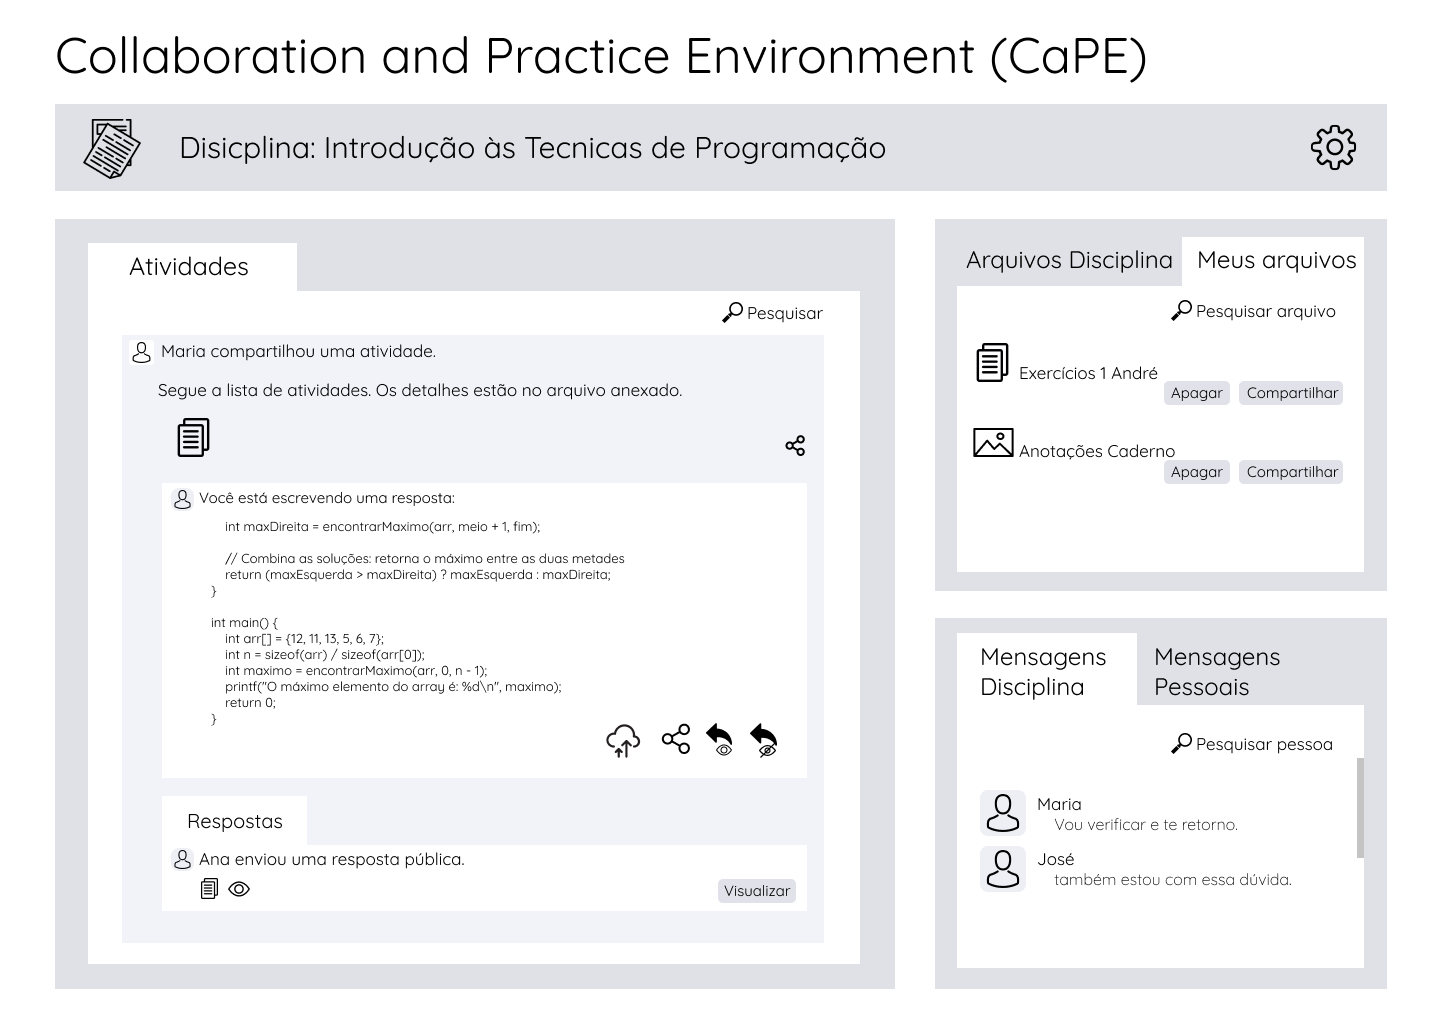 Collaboration and Practice Environment (CaPE)
Disicplina: Introdução às Tecnicas de Programação
Atividades
Pesquisar
Maria compartilhou uma atividade.
Segue a lista de atividades. Os detalhes estão no arquivo anexado.
Você está escrevendo uma resposta:
int maxDireita = encontrarMaximo(arr, meio + 1, fim);
// Combina as soluções: retorna o máximo entre as duas metades
return (maxEsquerda > maxDireita) ? maxEsquerda : maxDireita;
}
int main() {
int arr[] = {12, 11, 13, 5, 6, 7};
int n = sizeof(arr) / sizeof(arr[0]);
int maximo = encontrarMaximo(arr, 0, n - 1);
printf("O máximo elemento do array é: %d\n", maximo);
return 0;
}
Respostas
Ana enviou uma resposta pública.
Visualizar
Arquivos Disciplina
Meus arquivos
Pesquisar arquivo
Exercícios 1 André
Apagar
Compartilhar
Anotações Caderno
Apagar
Compartilhar
Mensagens
Disciplina
Mensagens
Pessoais
Pesquisar pessoa
Maria
Vou verificar e te retorno.
José
também estou com essa dúvida.